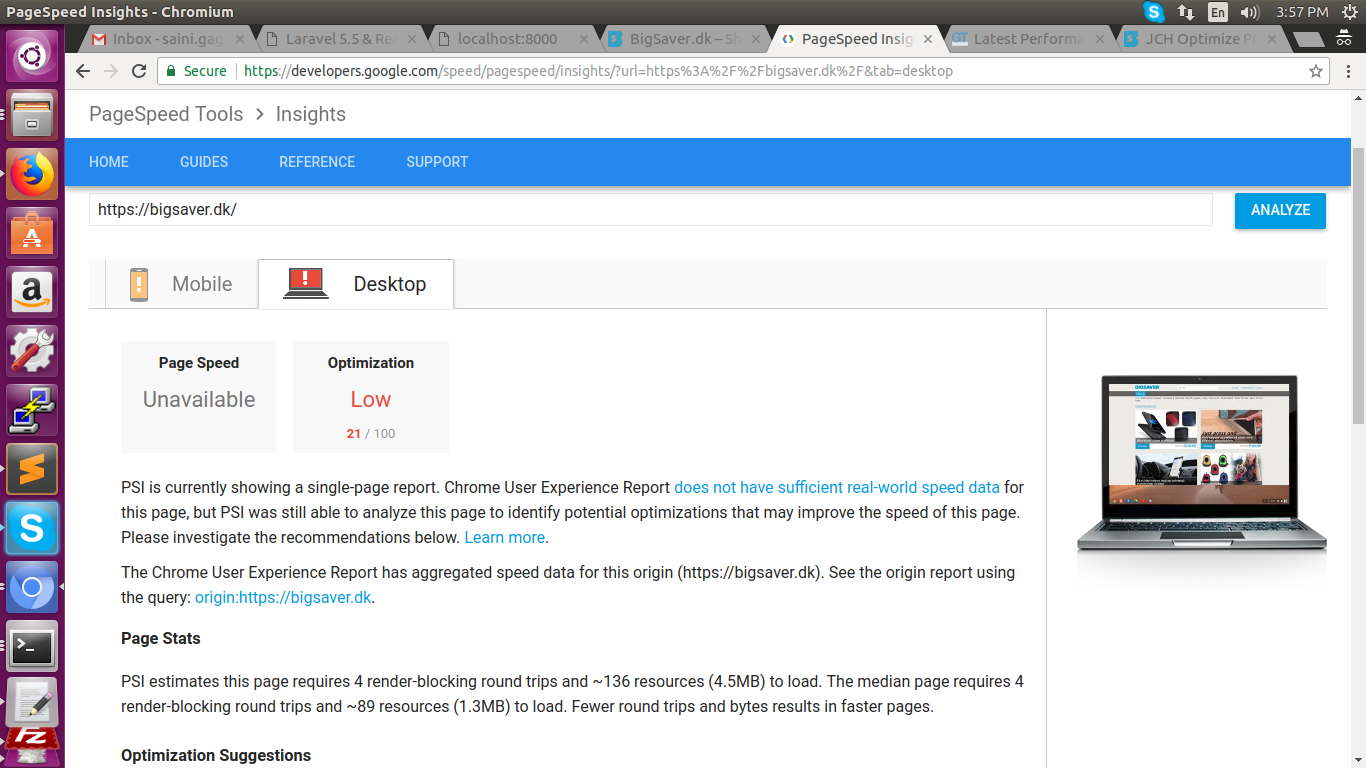 PageSpeed Insights - Chromium
En
3:57 PM
Inbox - saini.gag
Laravel 5.5 & Rea
localhost:8000
BigSaver.dk – Sh
PageSpeed Insig
Latest Performa
JCH Optimize Pr
Secure
https://developers.google.com/speed/pagespeed/insights/?url=https%3A%2F%2Fbigsaver.dk%2F&tab=desktop
PageSpeed Tools > Insights
HOME
GUIDES
REFERENCE
SUPPORT
https://bigsaver.dk/
ANALYZE
Mobile
Desktop
Page Speed
Unavailable
Optimization
Low
21 / 100
PSI is currently showing a single-page report. Chrome User Experience Report does not have sufficient real-world speed data for
this page, but PSI was still able to analyze this page to identify potential optimizations that may improve the speed of this page.
Please investigate the recommendations below. Learn more.
The Chrome User Experience Report has aggregated speed data for this origin (https://bigsaver.dk). See the origin report using
the query: origin:https://bigsaver.dk.
Page Stats
PSI estimates this page requires 4 render-blocking round trips and ~136 resources (4.5MB) to load. The median page requires 4
render-blocking round trips and ~89 resources (1.3MB) to load. Fewer round trips and bytes results in faster pages.
Optimization Suggestions
BIGSAVER